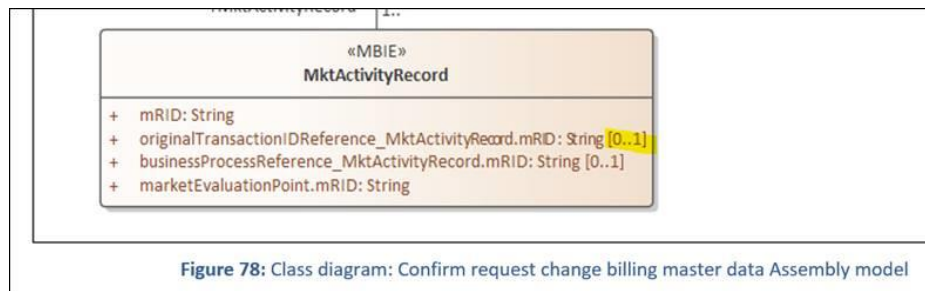 1..
«MBIE»
MktActivityRecord
+ mRID: String
+ originalTransactionIDReference_MktActivityRecord.mRID: String [0..1]
+ businessProcessReference_MktActivityRecord.mRID: String [0..1]
+ marketEvaluationPoint.mRID: String
Figure 78: Class diagram: Confirm request change billing master data Assembly model